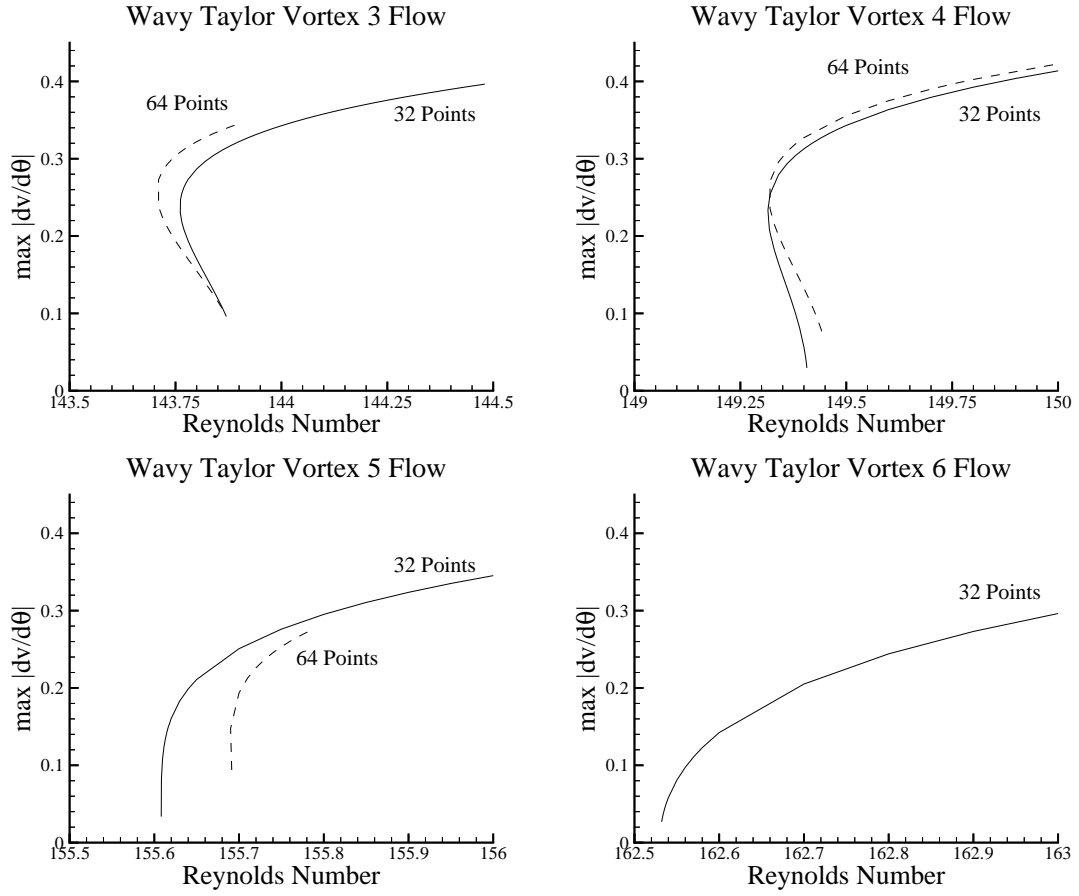 Wavy Taylor Vortex 3 Flow
max |dv/dθ|
0.4
0.3
0.2
0.1
0
64 Points
32 Points
143.5
143.75
144
144.25
144.5
Reynolds Number
Wavy Taylor Vortex 4 Flow
max |dv/dθ|
0.4
0.3
0.2
0.1
0
64 Points
32 Points
149
149.25
149.5
149.75
150
Reynolds Number
Wavy Taylor Vortex 5 Flow
max |dv/dθ|
0.4
0.3
0.2
0.1
0
32 Points
64 Points
155.5
155.6
155.7
155.8
155.9
156
Reynolds Number
Wavy Taylor Vortex 6 Flow
max |dv/dθ|
0.4
0.3
0.2
0.1
0
32 Points
162.5
162.6
162.7
162.8
162.9
163
Reynolds Number